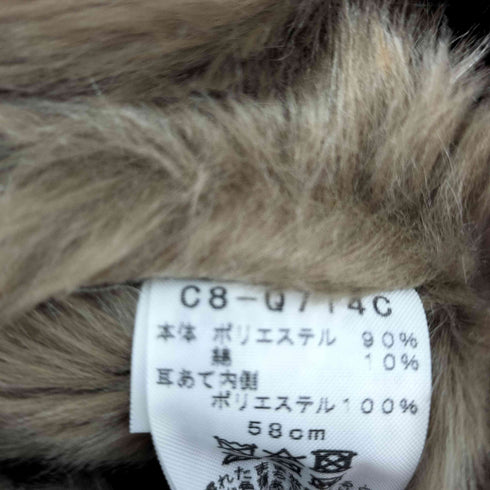 C8-Q714C
本体 ポリエステル 90%
綿 10%
耳あて内側
ポリエステル100%
58cm